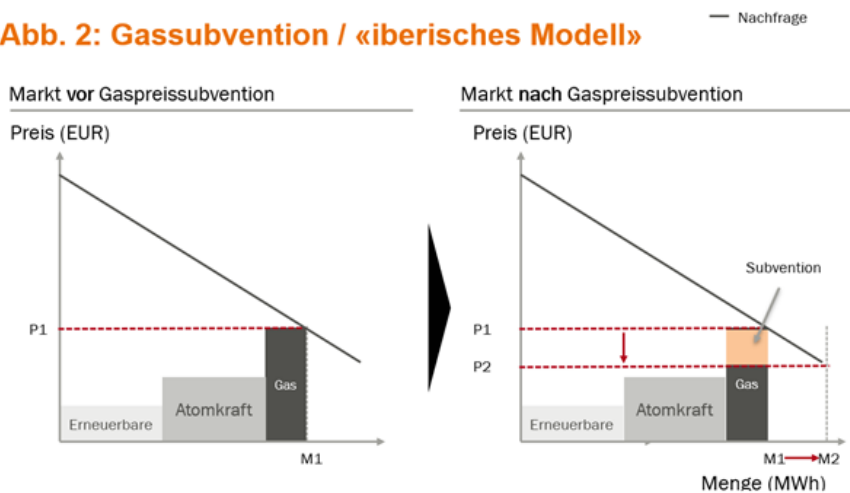 Nachfrage
Abb. 2: Gassubvention / «iberisches Modell»
Markt vor Gaspreissubvention
Preis (EUR)
P1
Gas
Atomkraft
Erneuerbare
M1
Markt nach Gaspreissubvention
Preis (EUR)
Subvention
P1
P2
Gas
Atomkraft
Erneuerbare
M1 M2
Menge (MWh)